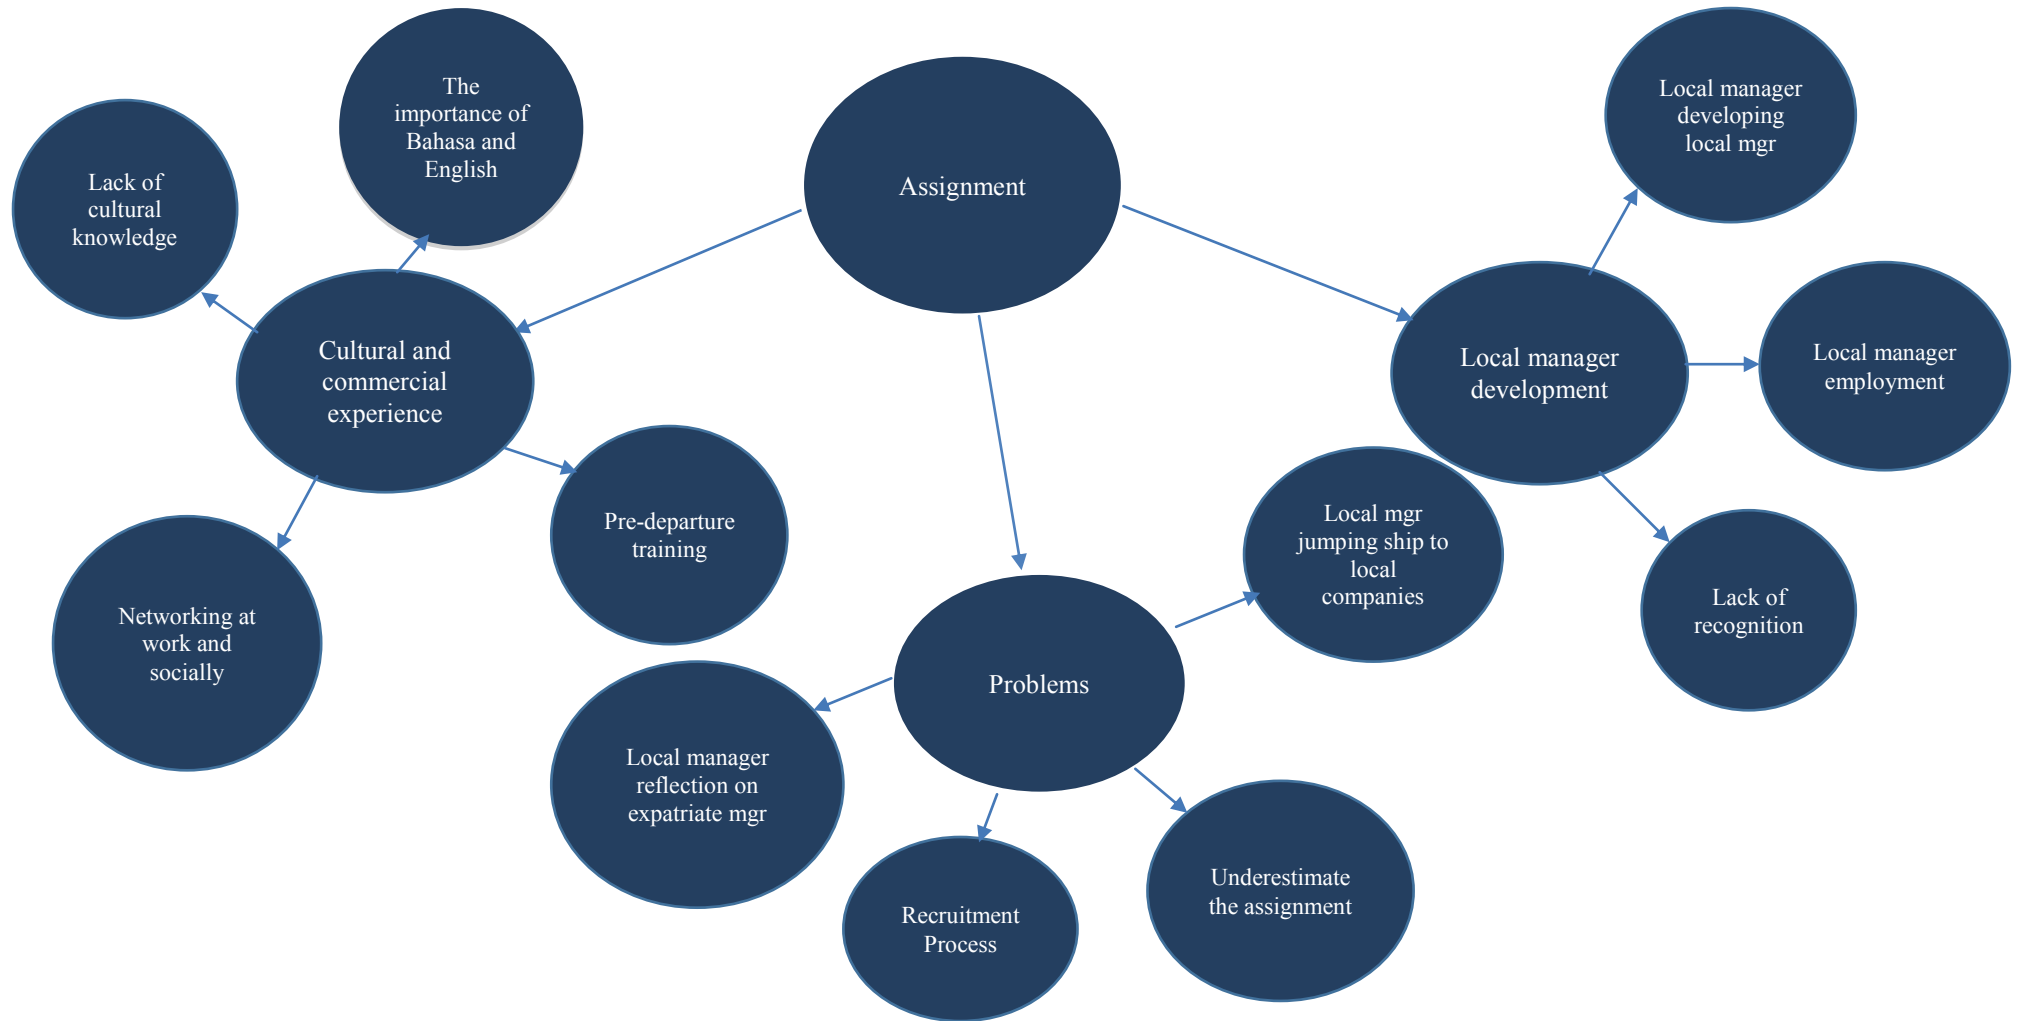 The
importance of
Bahasa and
English
Assignment
Local manager
developing
local mgr
Lack of
cultural
knowledge
Cultural and
commercial
experience
Local manager
development
Local manager
employment
Pre-departure
training
Local mgr
jumping ship to
local
companies
Lack of
recognition
Networking at
work and
socially
Problems
Local manager
reflection on
expatriate mgr
Recruitment
Process
Underestimate
the assignment